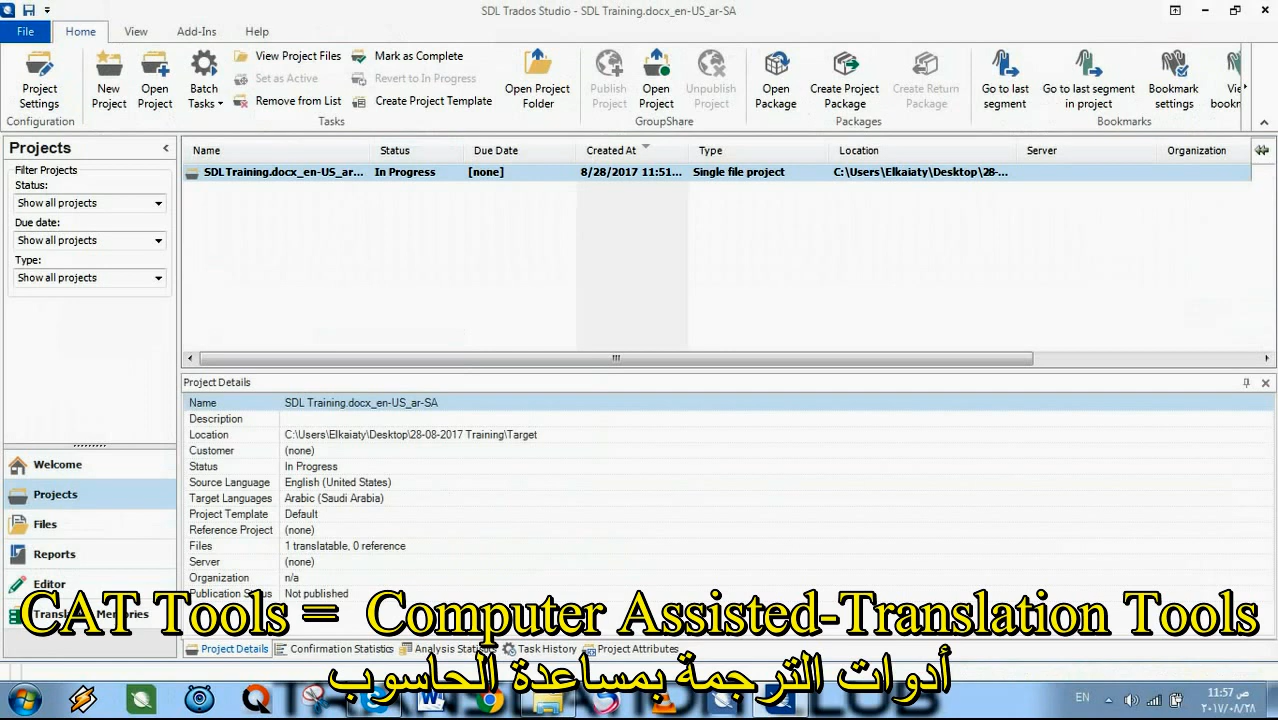 SDL Trados Studio - SDL Training.docx_en-US_ar-SA
File Home View Add-Ins Help
Project Settings
New Project
Open Project
Batch Tasks
View Project Files
Set as Active
Remove from List
Mark as Complete
Revert to In Progress
Create Project Template
Open Project Folder
Publish Project
Open Project
Unpublish Project
Open Package
Create Project Package
Create Return Package
Go to last segment
Go to last segment in project
Bookmark settings
Configuration Tasks GroupShare Packages Bookmarks
Projects
Filter Projects
Status:
Show all projects
Due date:
Show all projects
Type:
Show all projects
Name Status Due Date Created At Type Location Server Organization
SDL Training.docx_en-US_ar... In Progress [none] 8/28/2017 11:51... Single file project C:\Users\Elkaiaty\Desktop\28-...
Project Details
Name SDL Training.docx_en-US_ar-SA
Description
Location C:\Users\Elkaiaty\Desktop\28-08-2017 Training\Target
Customer (none)
Status In Progress
Source Language English (United States)
Target Languages Arabic (Saudi Arabia)
Project Template Default
Reference Project (none)
Files 1 translatable, 0 reference
Server (none)
Organization n/a
Publication Status Not published
Welcome
Projects
Files
Reports
Editor
CAT Tools = Computer Assisted-Translation Tools
Project Details Confirmation Statistics Analysis Statistics Task History Project Attributes
أدوات الترجمة بمساعدة الحاسوب
EN
11:57 ص
٢٠١٧/٠٨/٢٨